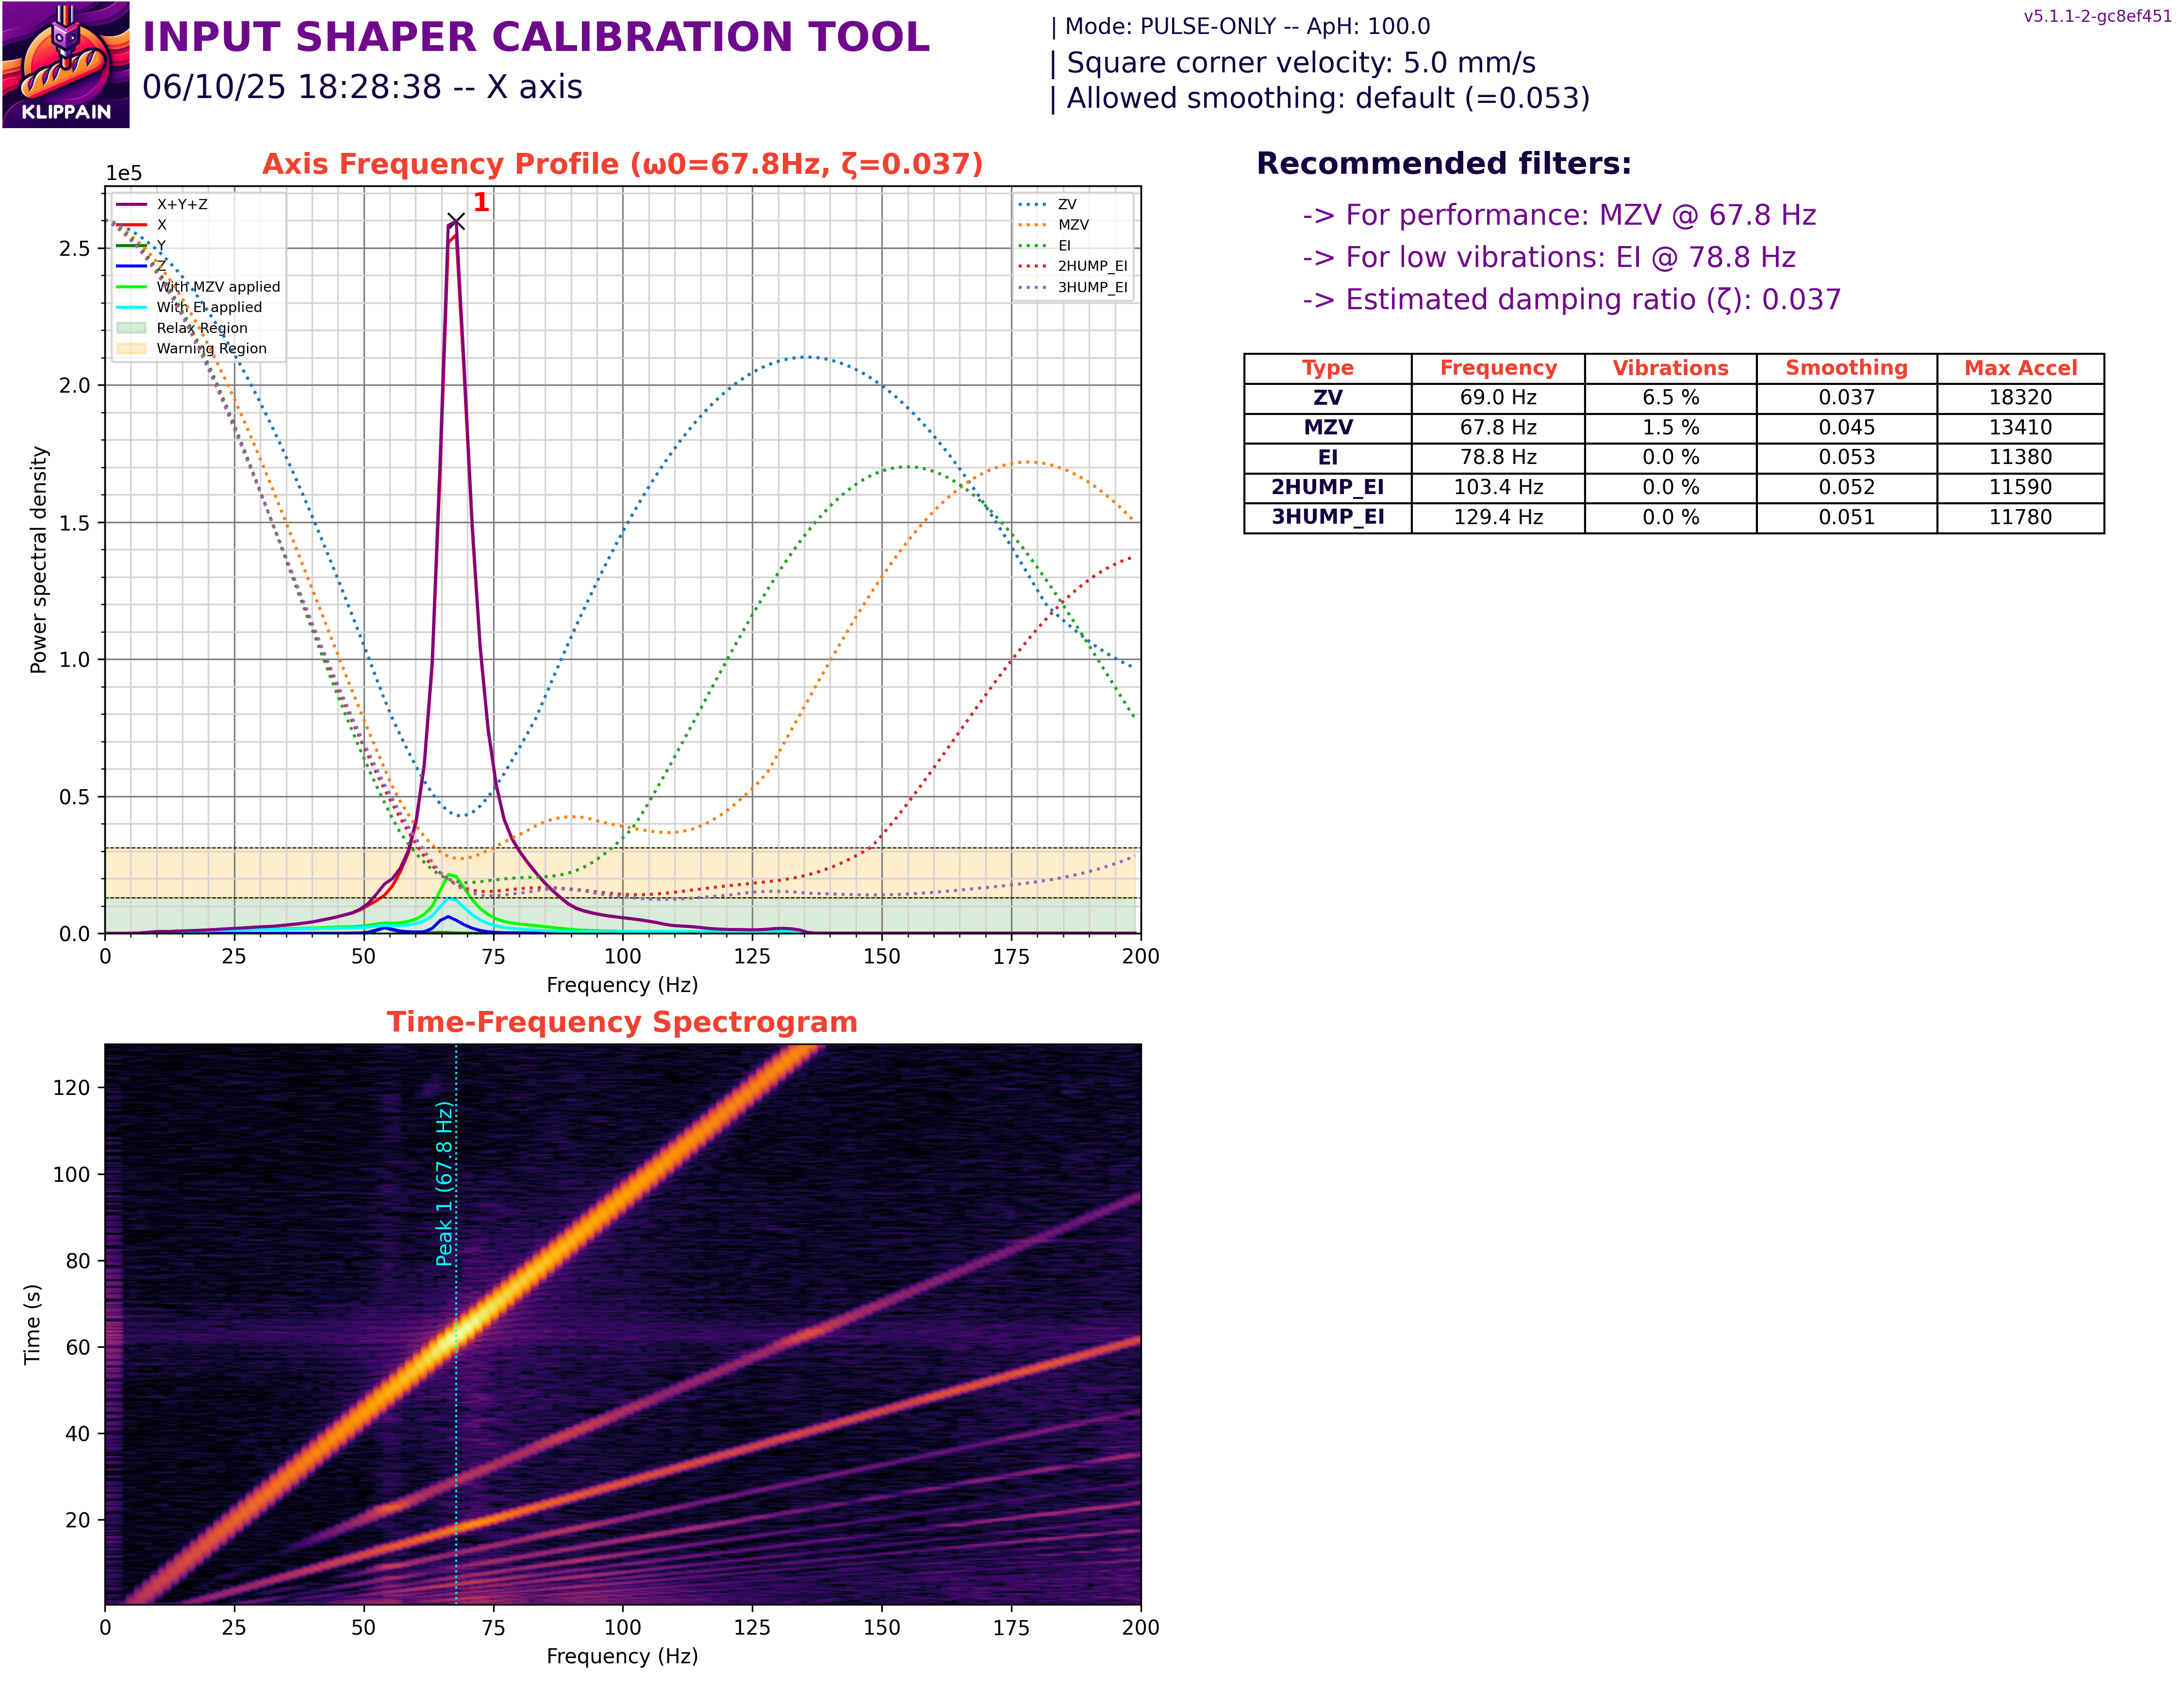 INPUT SHAPER CALIBRATION TOOL
06/10/25 18:28:38 -- X axis
KLIPPAIN
| Mode: PULSE-ONLY -- ApH: 100.0
| Square corner velocity: 5.0 mm/s
| Allowed smoothing: default (=0.053)
v5.1.1-2-gc8ef451
Axis Frequency Profile (ω0=67.8Hz, ζ=0.037)
1e5
X+Y+Z
X
Y
Z
With MZV applied
With EI applied
Relax Region
Warning Region
1
ZV
MZV
EI
2HUMP_EI
3HUMP_EI
2.5
2.0
1.5
1.0
0.5
0.0
Power spectral density
0 25 50 75 100 125 150 175 200
Frequency (Hz)
Recommended filters:
-> For performance: MZV @ 67.8 Hz
-> For low vibrations: EI @ 78.8 Hz
-> Estimated damping ratio (ζ): 0.037
Type Frequency Vibrations Smoothing Max Accel
ZV 69.0 Hz 6.5 % 0.037 18320
MZV 67.8 Hz 1.5 % 0.045 13410
EI 78.8 Hz 0.0 % 0.053 11380
2HUMP_EI 103.4 Hz 0.0 % 0.052 11590
3HUMP_EI 129.4 Hz 0.0 % 0.051 11780
Time-Frequency Spectrogram
120
100
80
60
40
20
Time (s)
Peak 1 (67.8 Hz)
0 25 50 75 100 125 150 175 200
Frequency (Hz)